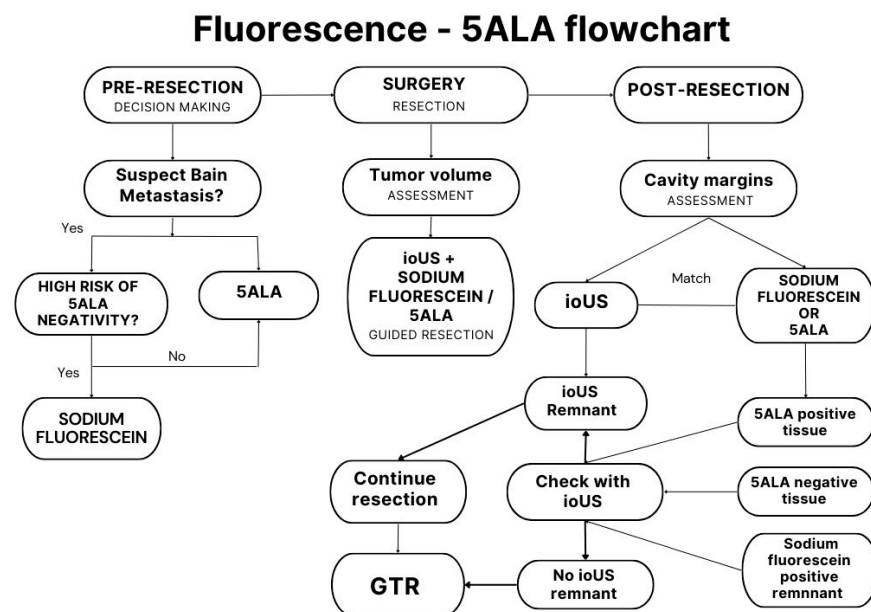 Fluorescence - 5ALA flowchart
PRE-RESECTION
DECISION MAKING
SURGERY
RESECTION
POST-RESECTION
Suspect Bain
Metastasis?
Tumor volume
ASSESSMENT
Cavity margins
ASSESSMENT
Yes
HIGH RISK OF
5ALA
NEGATIVITY?
5ALA
ioUS +
SODIUM
FLUORESCEIN /
5ALA
GUIDED RESECTION
ioUS
Match
SODIUM
FLUORESCEIN
OR
5ALA
No
Yes
SODIUM
FLUORESCEIN
ioUS
Remnant
5ALA positive
tissue
Continue
resection
Check with
ioUS
5ALA negative
tissue
GTR
No ioUS
remnant
Sodium
fluorescein
positive
remnnant